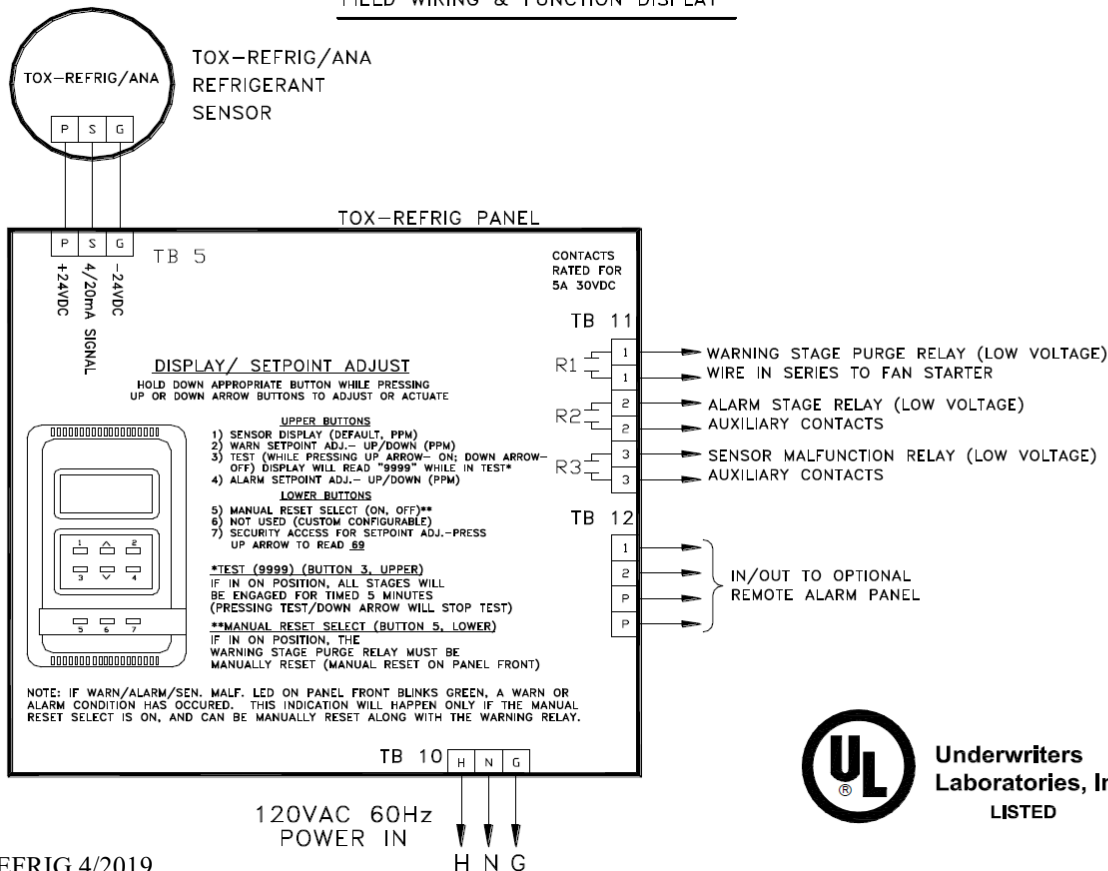 FIELD WIRING & FUNCTION DISPLAY
TOX-REFRIG/ANA
P S G
TOX-REFRIG/ANA
REFRIGERANT
SENSOR
TOX-REFRIG PANEL
P S G
TB 5
+24VDC
4/20mA SIGNAL
-24VDC
CONTACTS
RATED FOR
5A 30VDC
TB 11
R1
1
1
R2
2
2
R3
3
3
WARNING STAGE PURGE RELAY (LOW VOLTAGE)
WIRE IN SERIES TO FAN STARTER
ALARM STAGE RELAY (LOW VOLTAGE)
AUXILIARY CONTACTS
SENSOR MALFUNCTION RELAY (LOW VOLTAGE)
AUXILIARY CONTACTS
TB 12
1
2
P
P
IN/OUT TO OPTIONAL
REMOTE ALARM PANEL
DISPLAY/ SETPOINT ADJUST
HOLD DOWN APPROPRIATE BUTTON WHILE PRESSING
UP OR DOWN ARROW BUTTONS TO ADJUST OR ACTUATE
UPPER BUTTONS
1) SENSOR DISPLAY (DEFAULT, PPM)
2) WARN SETPOINT ADJ.- UP/DOWN (PPM)
3) TEST (WHILE PRESSING UP ARROW- ON; DOWN ARROW-
OFF) DISPLAY WILL READ "9999" WHILE IN TEST*
4) ALARM SETPOINT ADJ.- UP/DOWN (PPM)
LOWER BUTTONS
5) MANUAL RESET SELECT (ON, OFF)**
6) NOT USED (CUSTOM CONFIGURABLE)
7) SECURITY ACCESS FOR SETPOINT ADJ.-PRESS
UP ARROW TO READ 69
*TEST (9999) (BUTTON 3, UPPER)
IF IN ON POSITION, ALL STAGES WILL
BE ENGAGED FOR TIMED 5 MINUTES
(PRESSING TEST/DOWN ARROW WILL STOP TEST)
**MANUAL RESET SELECT (BUTTON 5, LOWER)
IF IN ON POSITION, THE
WARNING STAGE PURGE RELAY MUST BE
MANUALLY RESET (MANUAL RESET ON PANEL FRONT)
1 2
3 4
5 6 7
NOTE: IF WARN/ALARM/SEN. MALF. LED ON PANEL FRONT BLINKS GREEN, A WARN OR
ALARM CONDITION HAS OCCURED. THIS INDICATION WILL HAPPEN ONLY IF THE MANUAL
RESET SELECT IS ON, AND CAN BE MANUALLY RESET ALONG WITH THE WARNING RELAY.
TB 10 H N G
120VAC 60Hz
POWER IN
H N G
UL ®
Underwriters
Laboratories, In
LISTED
EFRIG 4/2019